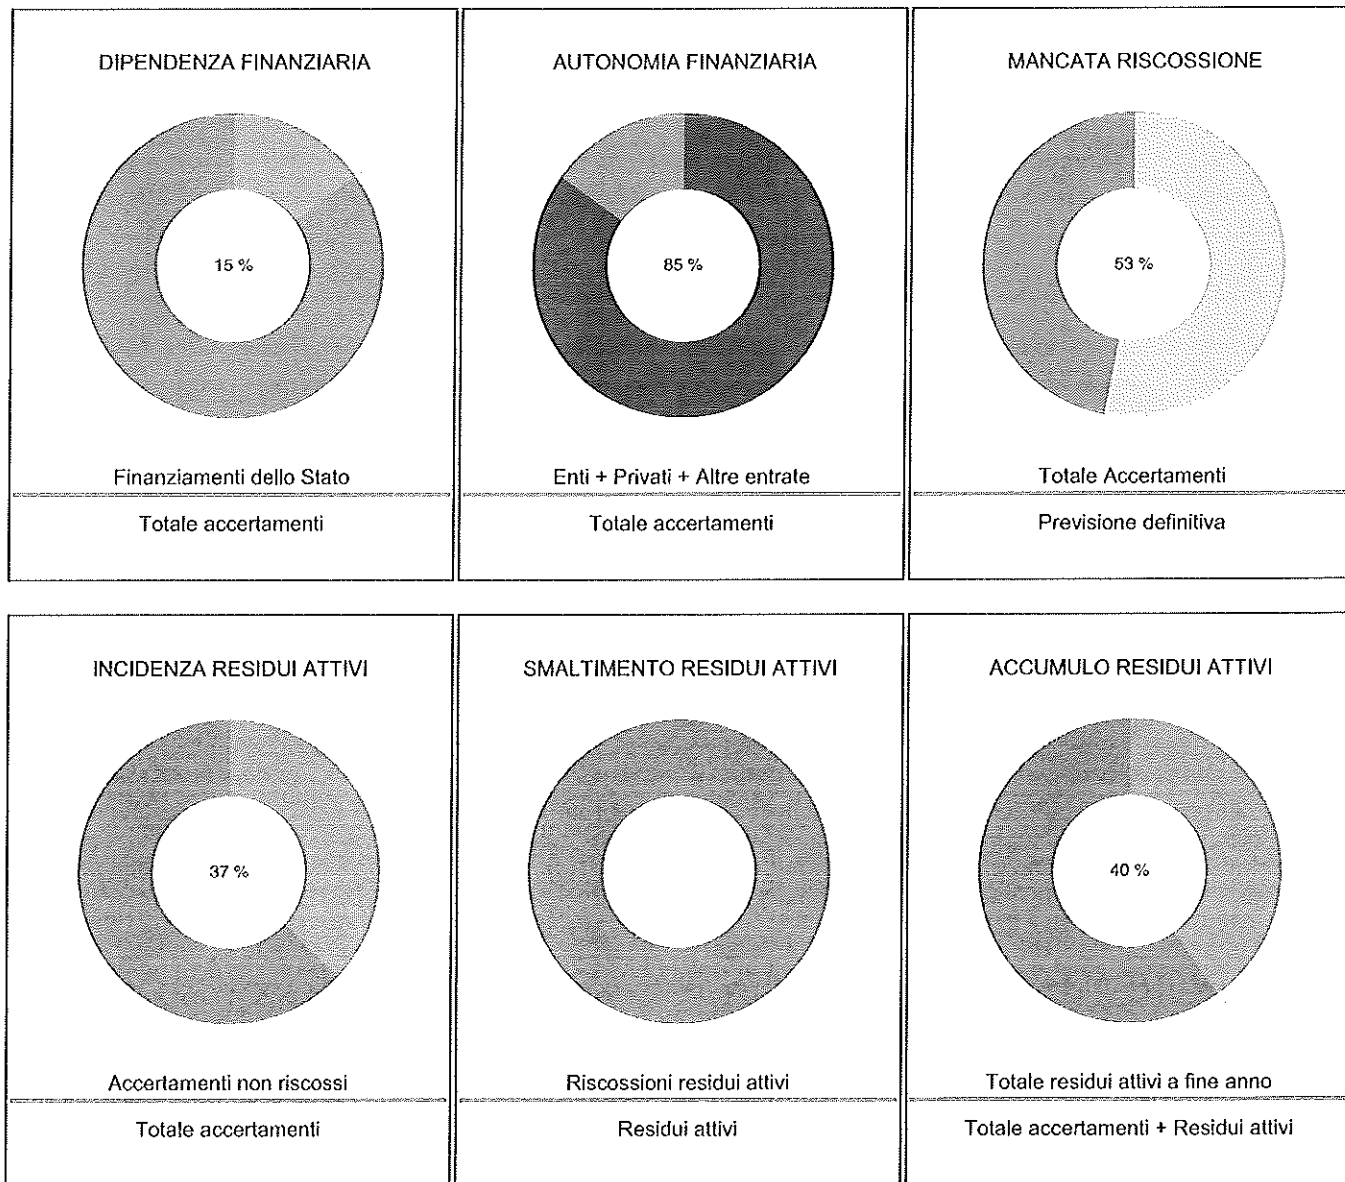 DIPENDENZA FINANZIARIA
15 %
Finanziamenti dello Stato
Totale accertamenti
AUTONOMIA FINANZIARIA
85 %
Enti + Privati + Altre entrate
Totale accertamenti
MANCATA RISCOSSIONE
53 %
Totale Accertamenti
Previsione definitiva
INCIDENZA RESIDUI ATTIVI
37 %
Accertamenti non riscossi
Totale accertamenti
SMALTIMENTO RESIDUI ATTIVI
Riscossioni residui attivi
Residui attivi
ACCUMULO RESIDUI ATTIVI
40 %
Totale residui attivi a fine anno
Totale accertamenti + Residui attivi